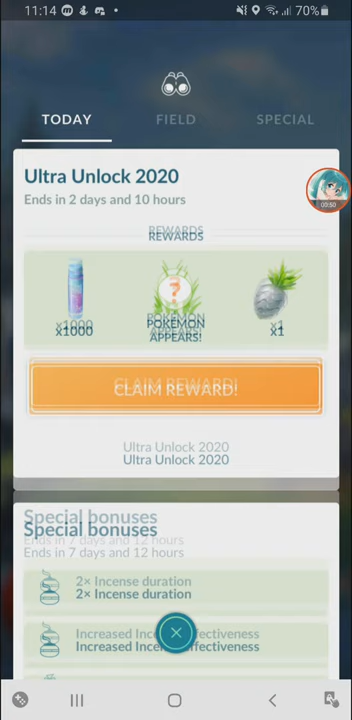 11:14
70%
TODAY
FIELD
SPECIAL
Ultra Unlock 2020
Ends in 2 days and 10 hours
00:50
REWARDS
?
x1000
POKÉMON
APPEARS!
x1
CLAIM REWARD!
Ultra Unlock 2020
Special bonuses
Ends in 7 days and 12 hours
2× Incense duration
Increased Incense effectiveness